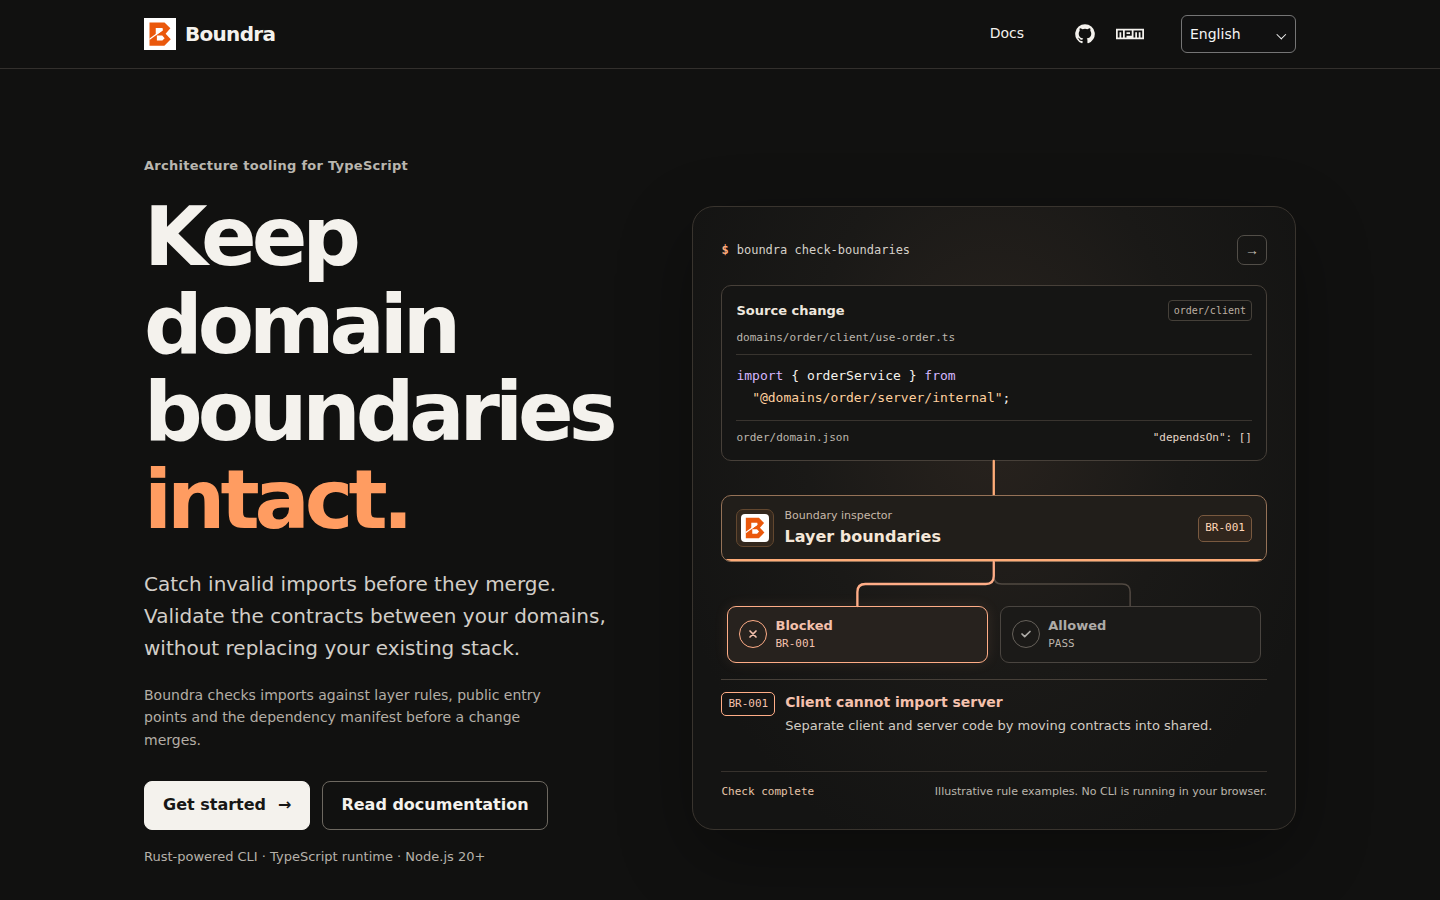 Boundra
Docs
npm
English
Architecture tooling for TypeScript
Keep
domain
boundaries
intact.
Catch invalid imports before they merge.
Validate the contracts between your domains,
without replacing your existing stack.
Boundra checks imports against layer rules, public entry
points and the dependency manifest before a change
merges.
Get started →
Read documentation
Rust-powered CLI · TypeScript runtime · Node.js 20+
$ boundra check-boundaries
→
Source change
order/client
domains/order/client/use-order.ts
import { orderService } from
"@domains/order/server/internal";
order/domain.json
"dependsOn": []
Boundary inspector
Layer boundaries
BR-001
Blocked
BR-001
Allowed
PASS
BR-001
Client cannot import server
Separate client and server code by moving contracts into shared.
Check complete
Illustrative rule examples. No CLI is running in your browser.